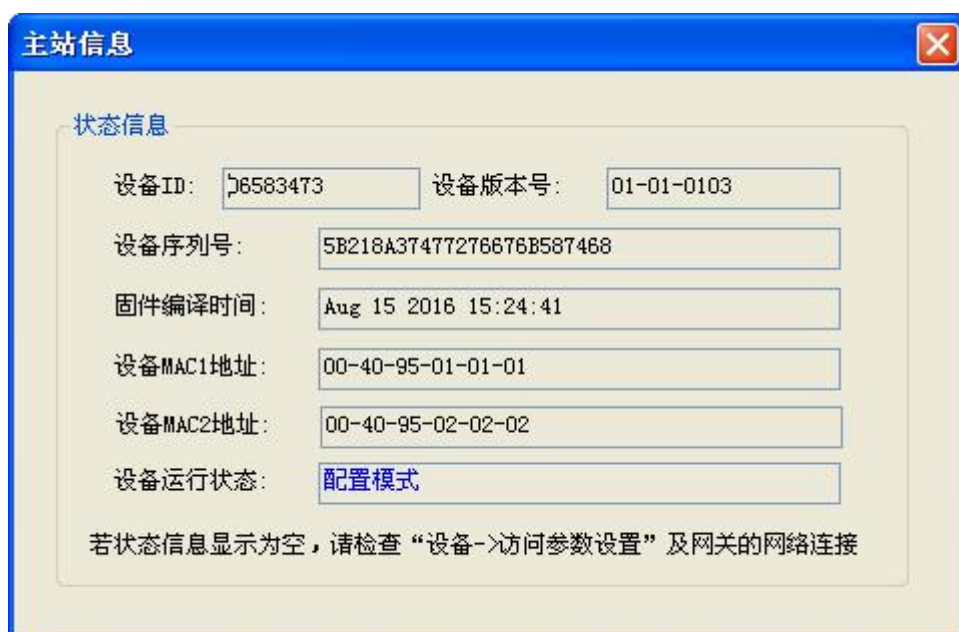 主站信息
状态信息
设备ID: 06583473 设备版本号: 01-01-0103
设备序列号: 5B218A37477276676B587468
固件编译时间: Aug 15 2016 15:24:41
设备MAC1地址: 00-40-95-01-01-01
设备MAC2地址: 00-40-95-02-02-02
设备运行状态: 配置模式
若状态信息显示为空，请检查“设备->访问参数设置”及网关的网络连接